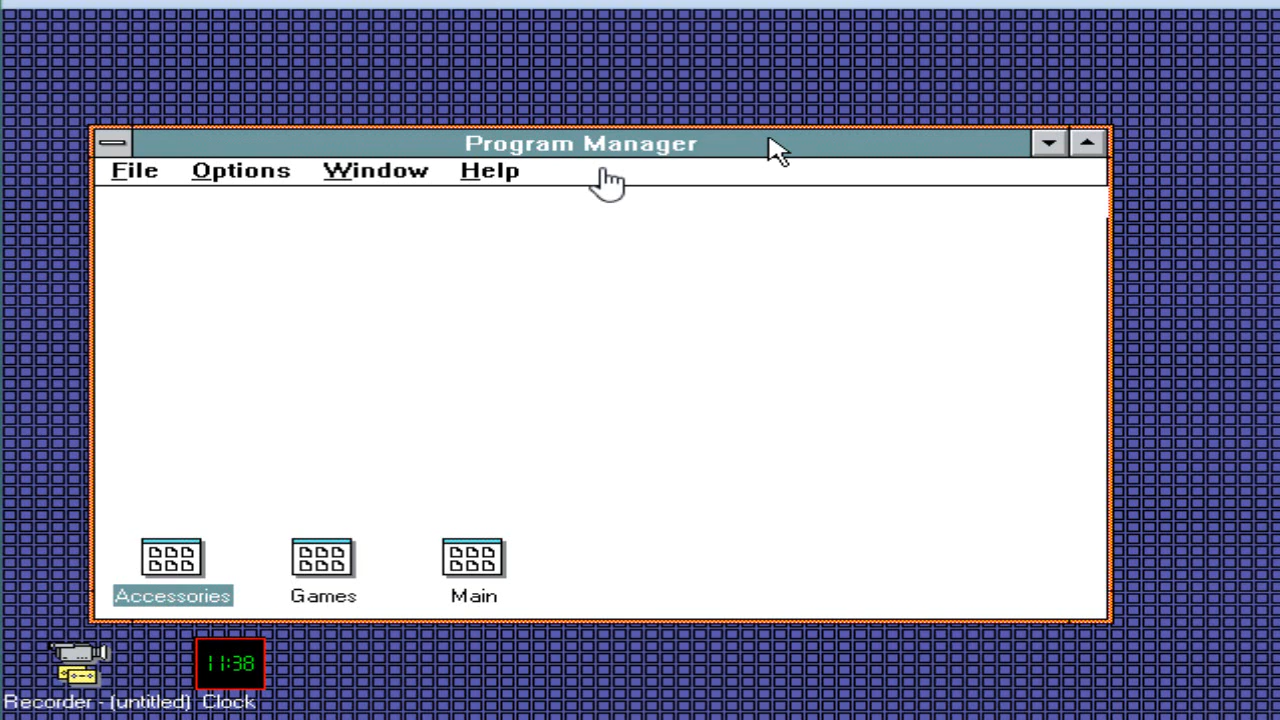 Program Manager
File Options Window Help
Accessories Games Main
11:38
Recorder - (untitled) Clock